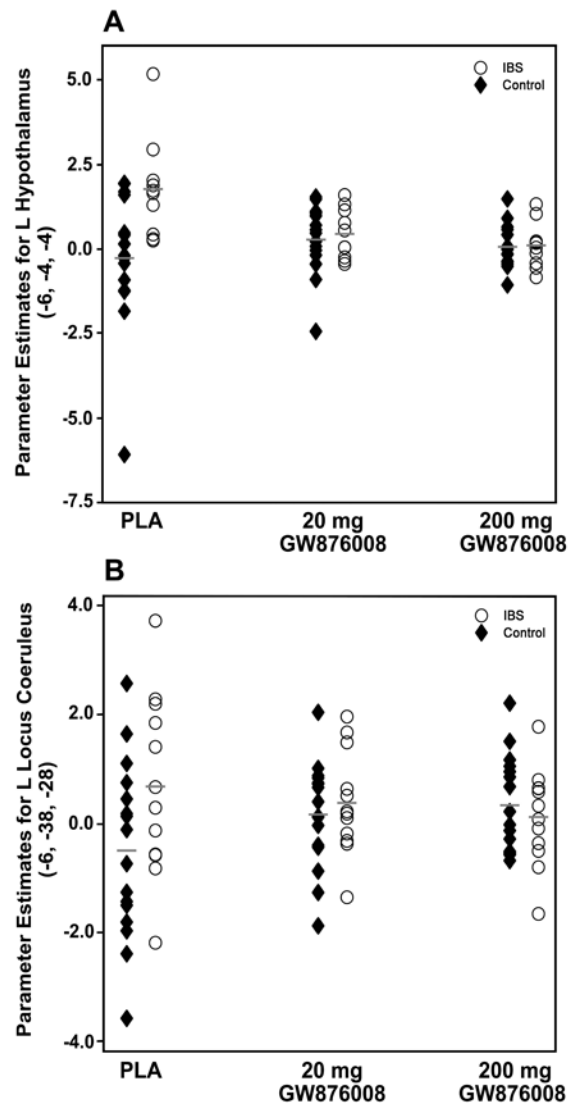 A
Parameter Estimates for L Hypothalamus
(-6, -4, -4)
5.0
2.5
0.0
-2.5
-5.0
-7.5
IBS
Control
PLA
20 mg
GW876008
200 mg
GW876008
B
Parameter Estimates for L Locus Coeruleus
(-6, -38, -28)
4.0
2.0
0.0
-2.0
-4.0
IBS
Control
PLA
20 mg
GW876008
200 mg
GW876008